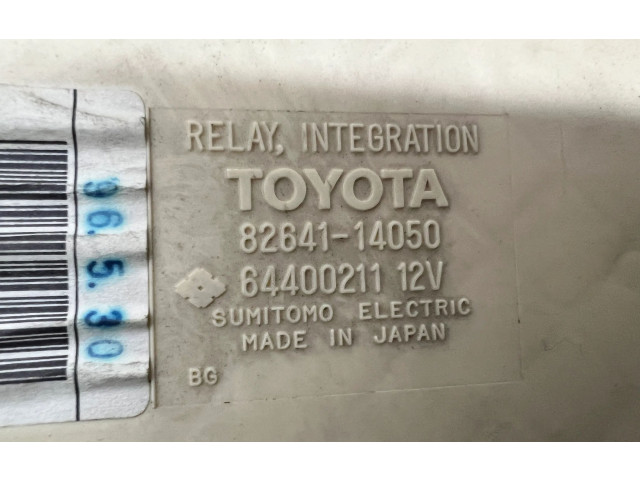 RELAY, INTEGRATION
TOYOTA
82641-14050
64400211 12V
SUMITOMO ELECTRIC
MADE IN JAPAN
BG
96.5.30